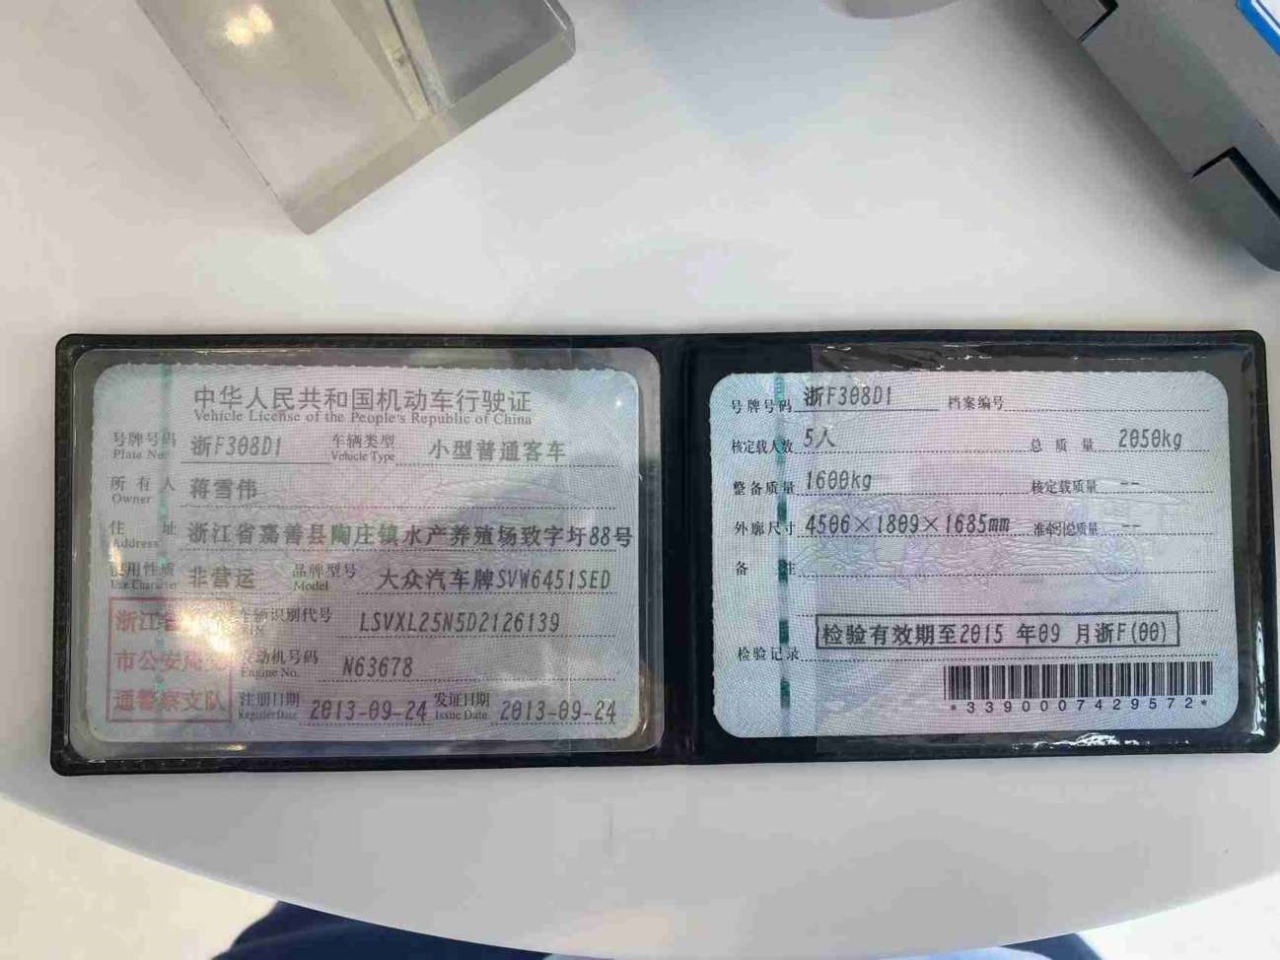 中华人民共和国机动车行驶证
Vehicle License of the People's Republic of China
号牌号码 浙F308D1 车辆类型 小型普通客车
Plate No. Vehicle Type
所有人 蒋雪伟
Owner
住址 浙江省嘉善县陶庄镇水产养殖场致字圩88号
Address
使用性质 非营运 品牌型号 大众汽车牌SVW6451SED
Use Character Model
车辆识别代号 LSVXL25N5D2126139
VIN
发动机号码 N63678
Engine No.
注册日期 2013-09-24 发证日期 2013-09-24
Register Date Issue Date
浙江省
市公安局
通警察支队
号牌号码 浙F308D1 档案编号
核定载人数 5人 总质量 2050kg
整备质量 1600kg 核定载质量 --
外廓尺寸 4506×1809×1685mm 准牵引总质量 --
备注
检验记录 检验有效期至2015 年09 月浙F(00)
*3390007429572*